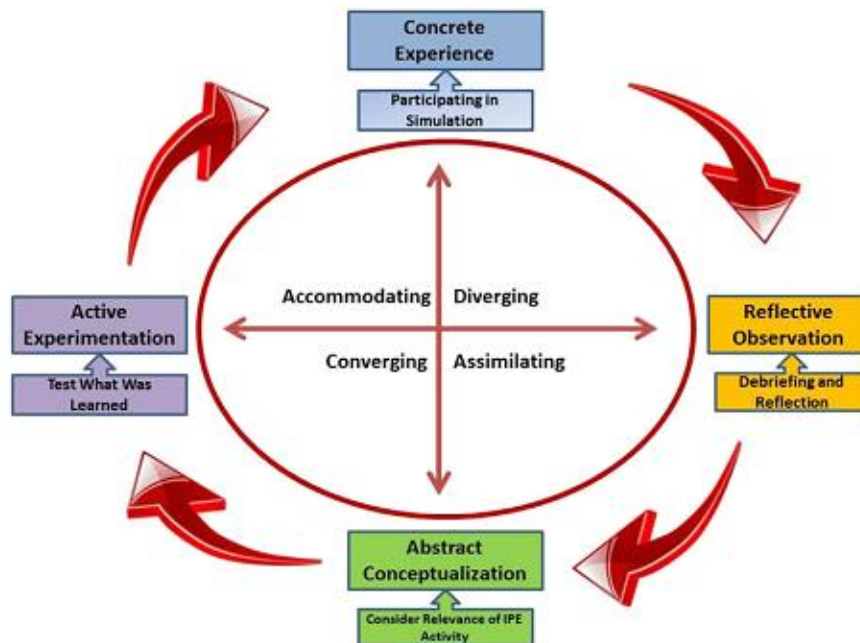 Concrete
Experience
Participating in
Simulation
Accommodating
Diverging
Active
Experimentation
Test What Was
Learned
Reflective
Observation
Debriefing and
Reflection
Converging
Assimilating
Abstract
Conceptualization
Consider Relevance of IPE
Activity